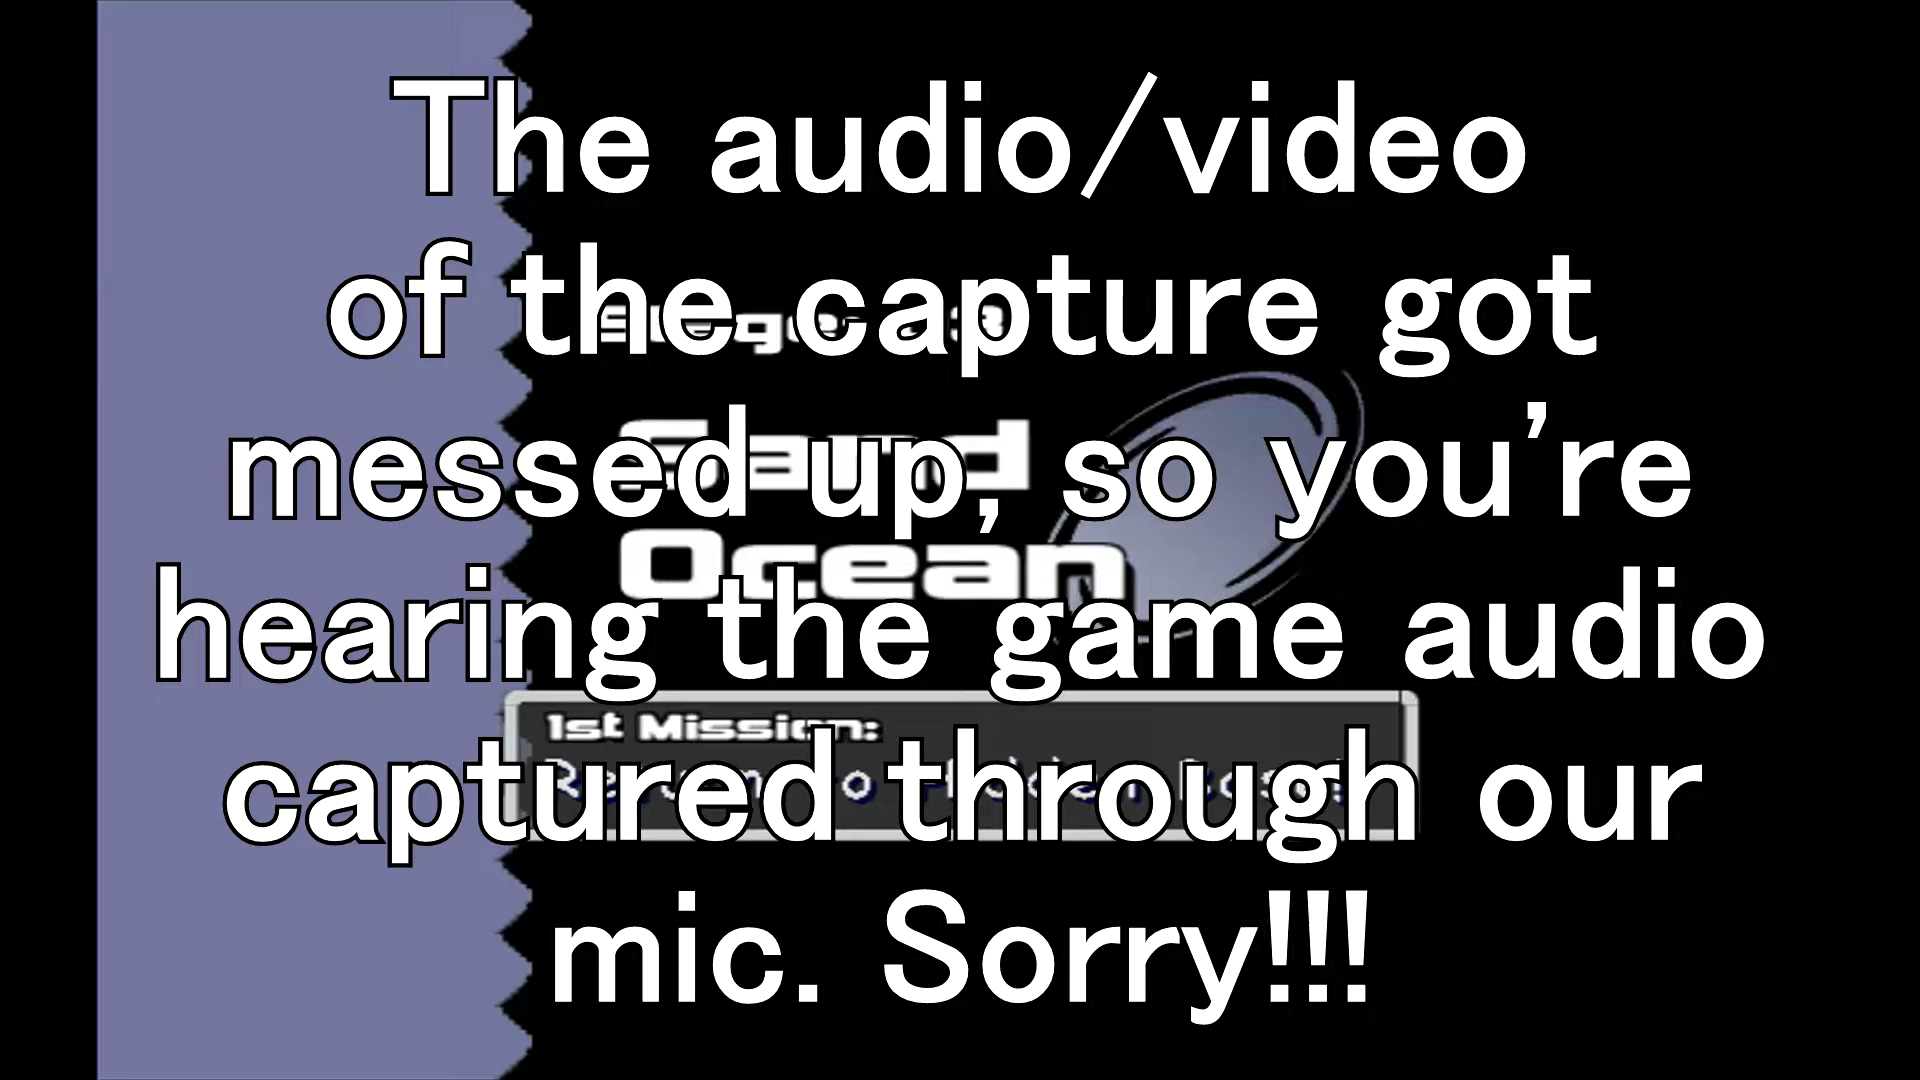 The audio/video
of the capture got
messed up, so you're
hearing the game audio
captured through our
mic. Sorry!!!
Sand
Ocean
1st Mission: